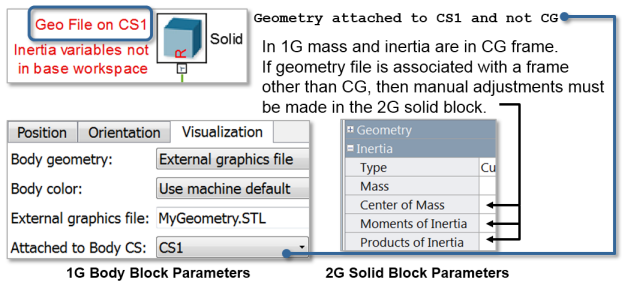 Geo File on CS1
Inertia variables not
in base workspace
R
Solid
Geometry attached to CS1 and not CG
In 1G mass and inertia are in CG frame.
If geometry file is associated with a frame
other than CG, then manual adjustments must
be made in the 2G solid block.
Position Orientation Visualization
Body geometry: External graphics file
Body color: Use machine default
External graphics file: MyGeometry.STL
Attached to Body CS: CS1
1G Body Block Parameters
Geometry
Inertia
Type Cu
Mass
Center of Mass
Moments of Inertia
Products of Inertia
2G Solid Block Parameters